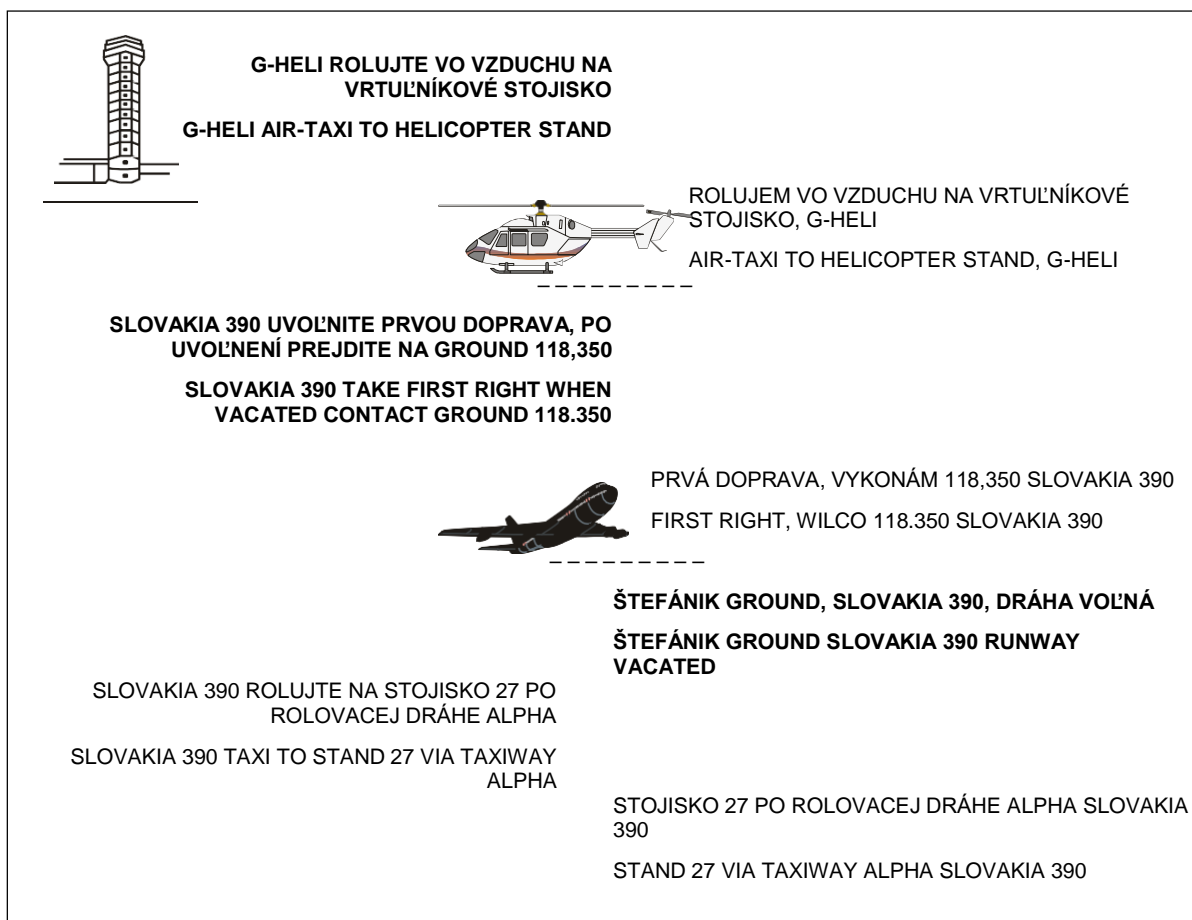 G-HELI ROLUJTE VO VZDUCHU NA
VRTUĽNÍKOVÉ STOJISKO
G-HELI AIR-TAXI TO HELICOPTER STAND
ROLUJEM VO VZDUCHU NA VRTUĽNÍKOVÉ
STOJISKO, G-HELI
AIR-TAXI TO HELICOPTER STAND, G-HELI
SLOVAKIA 390 UVOĽNITE PRVOU DOPRAVA, PO
UVOĽNENÍ PREJDITE NA GROUND 118,350
SLOVAKIA 390 TAKE FIRST RIGHT WHEN
VACATED CONTACT GROUND 118.350
PRVÁ DOPRAVA, VYKONÁM 118,350 SLOVAKIA 390
FIRST RIGHT, WILCO 118.350 SLOVAKIA 390
ŠTEFÁNIK GROUND, SLOVAKIA 390, DRÁHA VOĽNÁ
ŠTEFÁNIK GROUND SLOVAKIA 390 RUNWAY
VACATED
SLOVAKIA 390 ROLUJTE NA STOJISKO 27 PO
ROLOVACEJ DRÁHE ALPHA
SLOVAKIA 390 TAXI TO STAND 27 VIA TAXIWAY
ALPHA
STOJISKO 27 PO ROLOVACEJ DRÁHE ALPHA SLOVAKIA
390
STAND 27 VIA TAXIWAY ALPHA SLOVAKIA 390